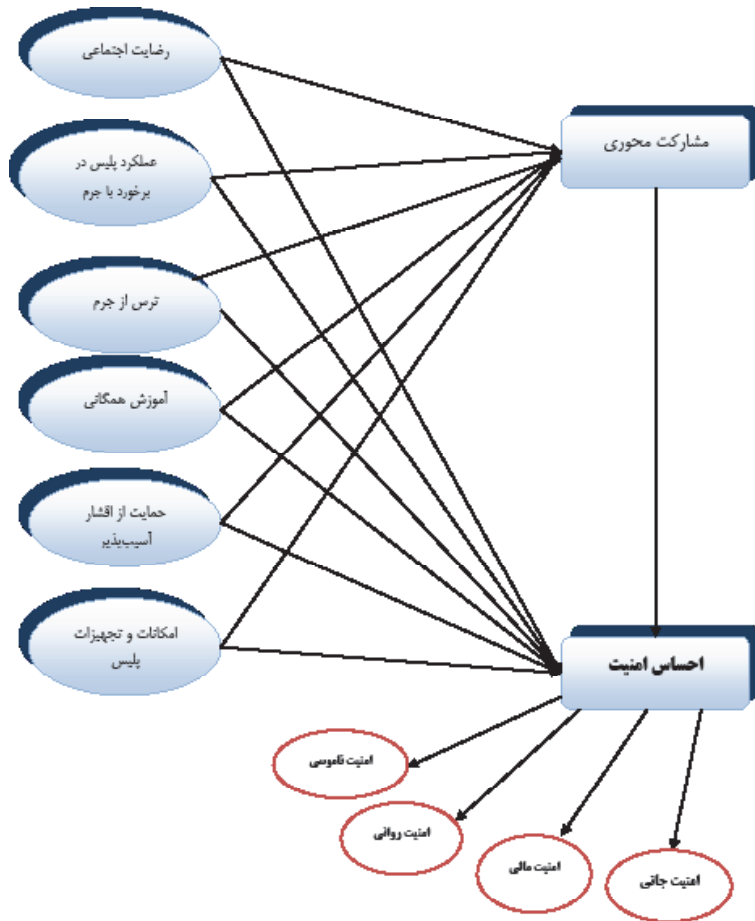 رضایت اجتماعی
مشارکت محوری
عملکرد پلیس در
برخورد با جرم
ترس از جرم
آموزش همگانی
حمایت از اقشار
آسیب‌پذیر
امکانات و تجهیزات
پلیس
احساس امنیت
امنیت ناموسی
امنیت روانی
امنیت مالی
امنیت جانی